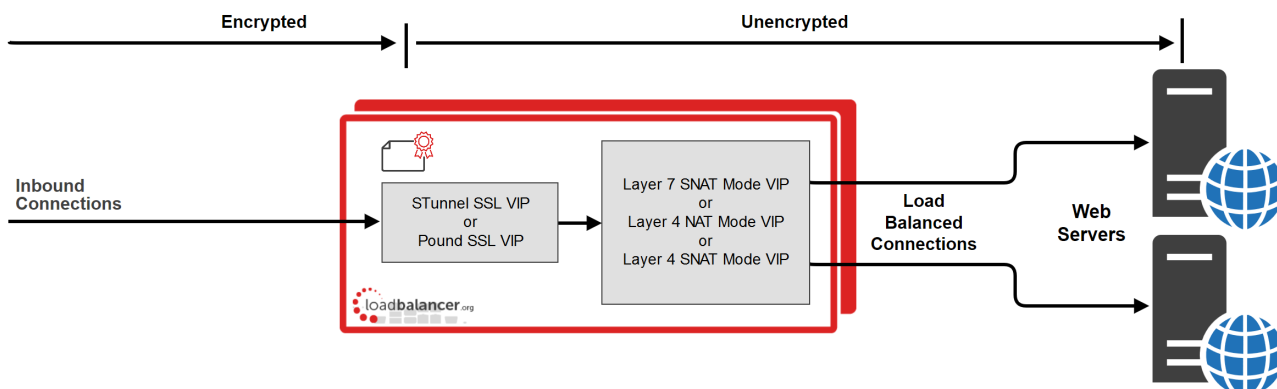 Encrypted
Unencrypted
Inbound
Connections
STunnel SSL VIP
or
Pound SSL VIP
Layer 7 SNAT Mode VIP
or
Layer 4 NAT Mode VIP
or
Layer 4 SNAT Mode VIP
Load
Balanced
Connections
Web
Servers
loadbalancer.org